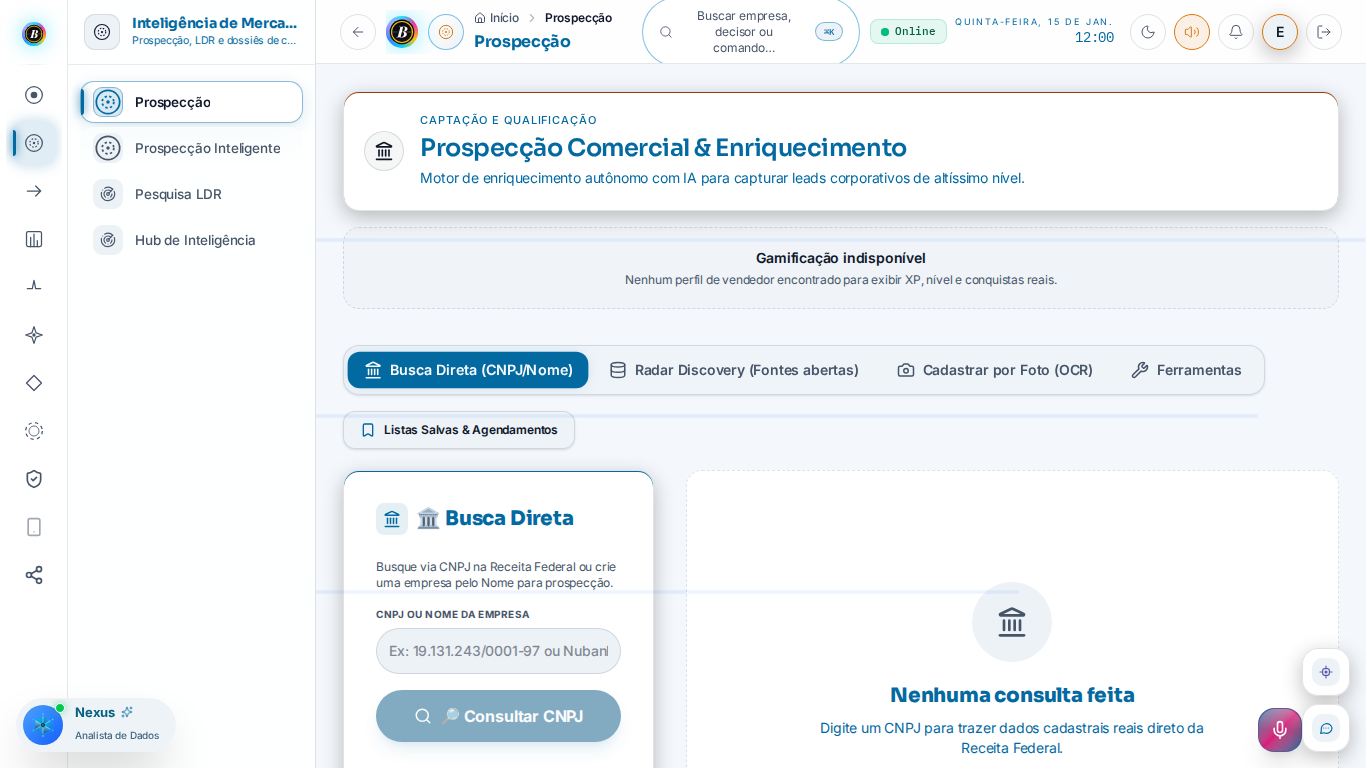 B
Inteligência de Merca...
Prospecção, LDR e dossiês de c...
Prospecção
Prospecção Inteligente
Pesquisa LDR
Hub de Inteligência
Nexus
Analista de Dados
B
Início
Prospecção
Prospecção
Buscar empresa,
decisor ou
comando...
⌘K
Online
QUINTA-FEIRA, 15 DE JAN.
12:00
E
CAPTAÇÃO E QUALIFICAÇÃO
Prospecção Comercial & Enriquecimento
Motor de enriquecimento autônomo com IA para capturar leads corporativos de altíssimo nível.
Gamificação indisponível
Nenhum perfil de vendedor encontrado para exibir XP, nível e conquistas reais.
Busca Direta (CNPJ/Nome)
Radar Discovery (Fontes abertas)
Cadastrar por Foto (OCR)
Ferramentas
Listas Salvas & Agendamentos
🏛️ Busca Direta
Busque via CNPJ na Receita Federal ou crie
uma empresa pelo Nome para prospecção.
CNPJ OU NOME DA EMPRESA
Ex: 19.131.243/0001-97 ou Nuban
🔎 Consultar CNPJ
Nenhuma consulta feita
Digite um CNPJ para trazer dados cadastrais reais direto da
Receita Federal.